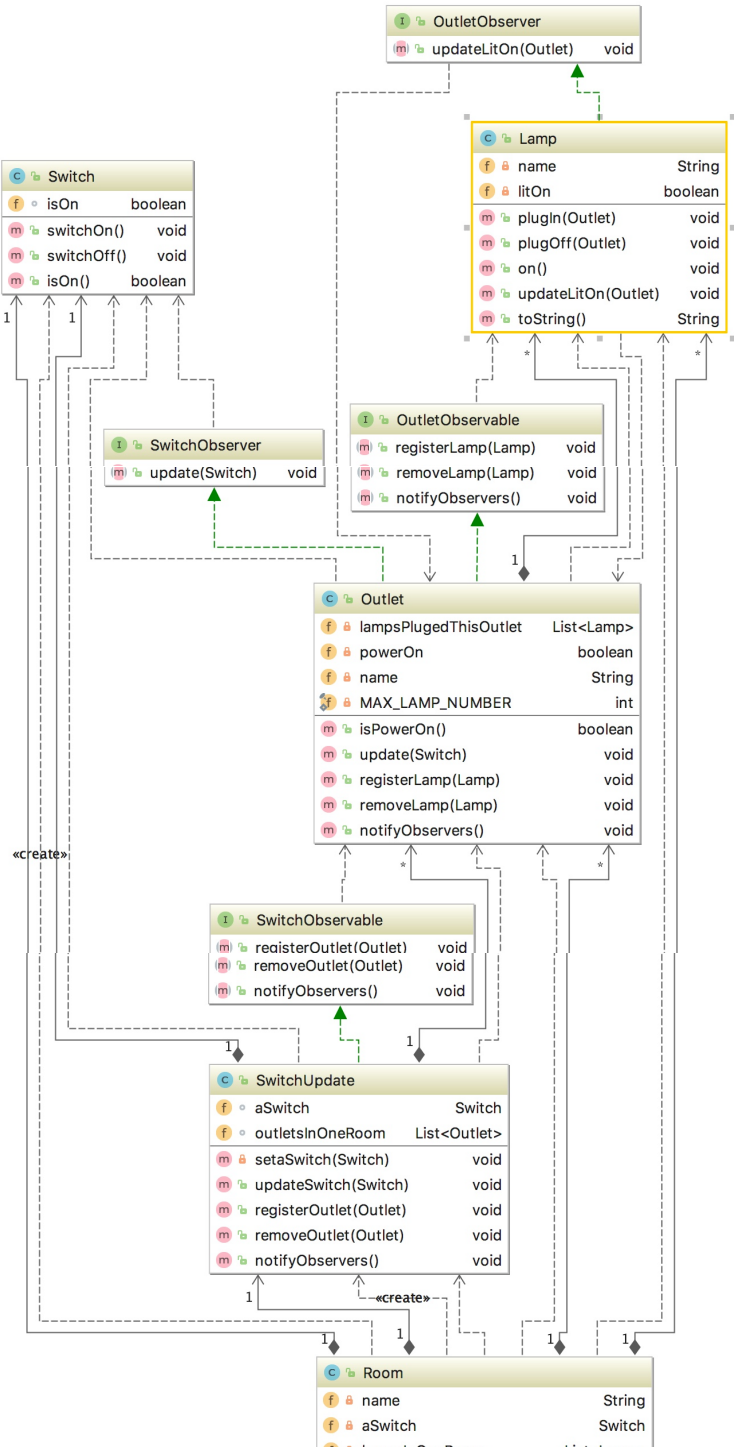 OutletObserver
updateLitOn(Outlet) void
Lamp
name String
litOn boolean
plugIn(Outlet) void
plugOff(Outlet) void
on() void
updateLitOn(Outlet) void
toString() String
Switch
isOn boolean
switchOn() void
switchOff() void
isOn() boolean
1
1
*
*
SwitchObserver
update(Switch) void
OutletObservable
registerLamp(Lamp) void
removeLamp(Lamp) void
notifyObservers() void
1
Outlet
lampsPlugedThisOutlet List<Lamp>
powerOn boolean
name String
MAX_LAMP_NUMBER int
isPowerOn() boolean
update(Switch) void
registerLamp(Lamp) void
removeLamp(Lamp) void
notifyObservers() void
«create»
*
*
SwitchObservable
registerOutlet(Outlet) void
removeOutlet(Outlet) void
notifyObservers() void
1
1
SwitchUpdate
aSwitch Switch
outletsInOneRoom List<Outlet>
setaSwitch(Switch) void
updateSwitch(Switch) void
registerOutlet(Outlet) void
removeOutlet(Outlet) void
notifyObservers() void
1
«create»
1
1
1
1
Room
name String
aSwitch Switch